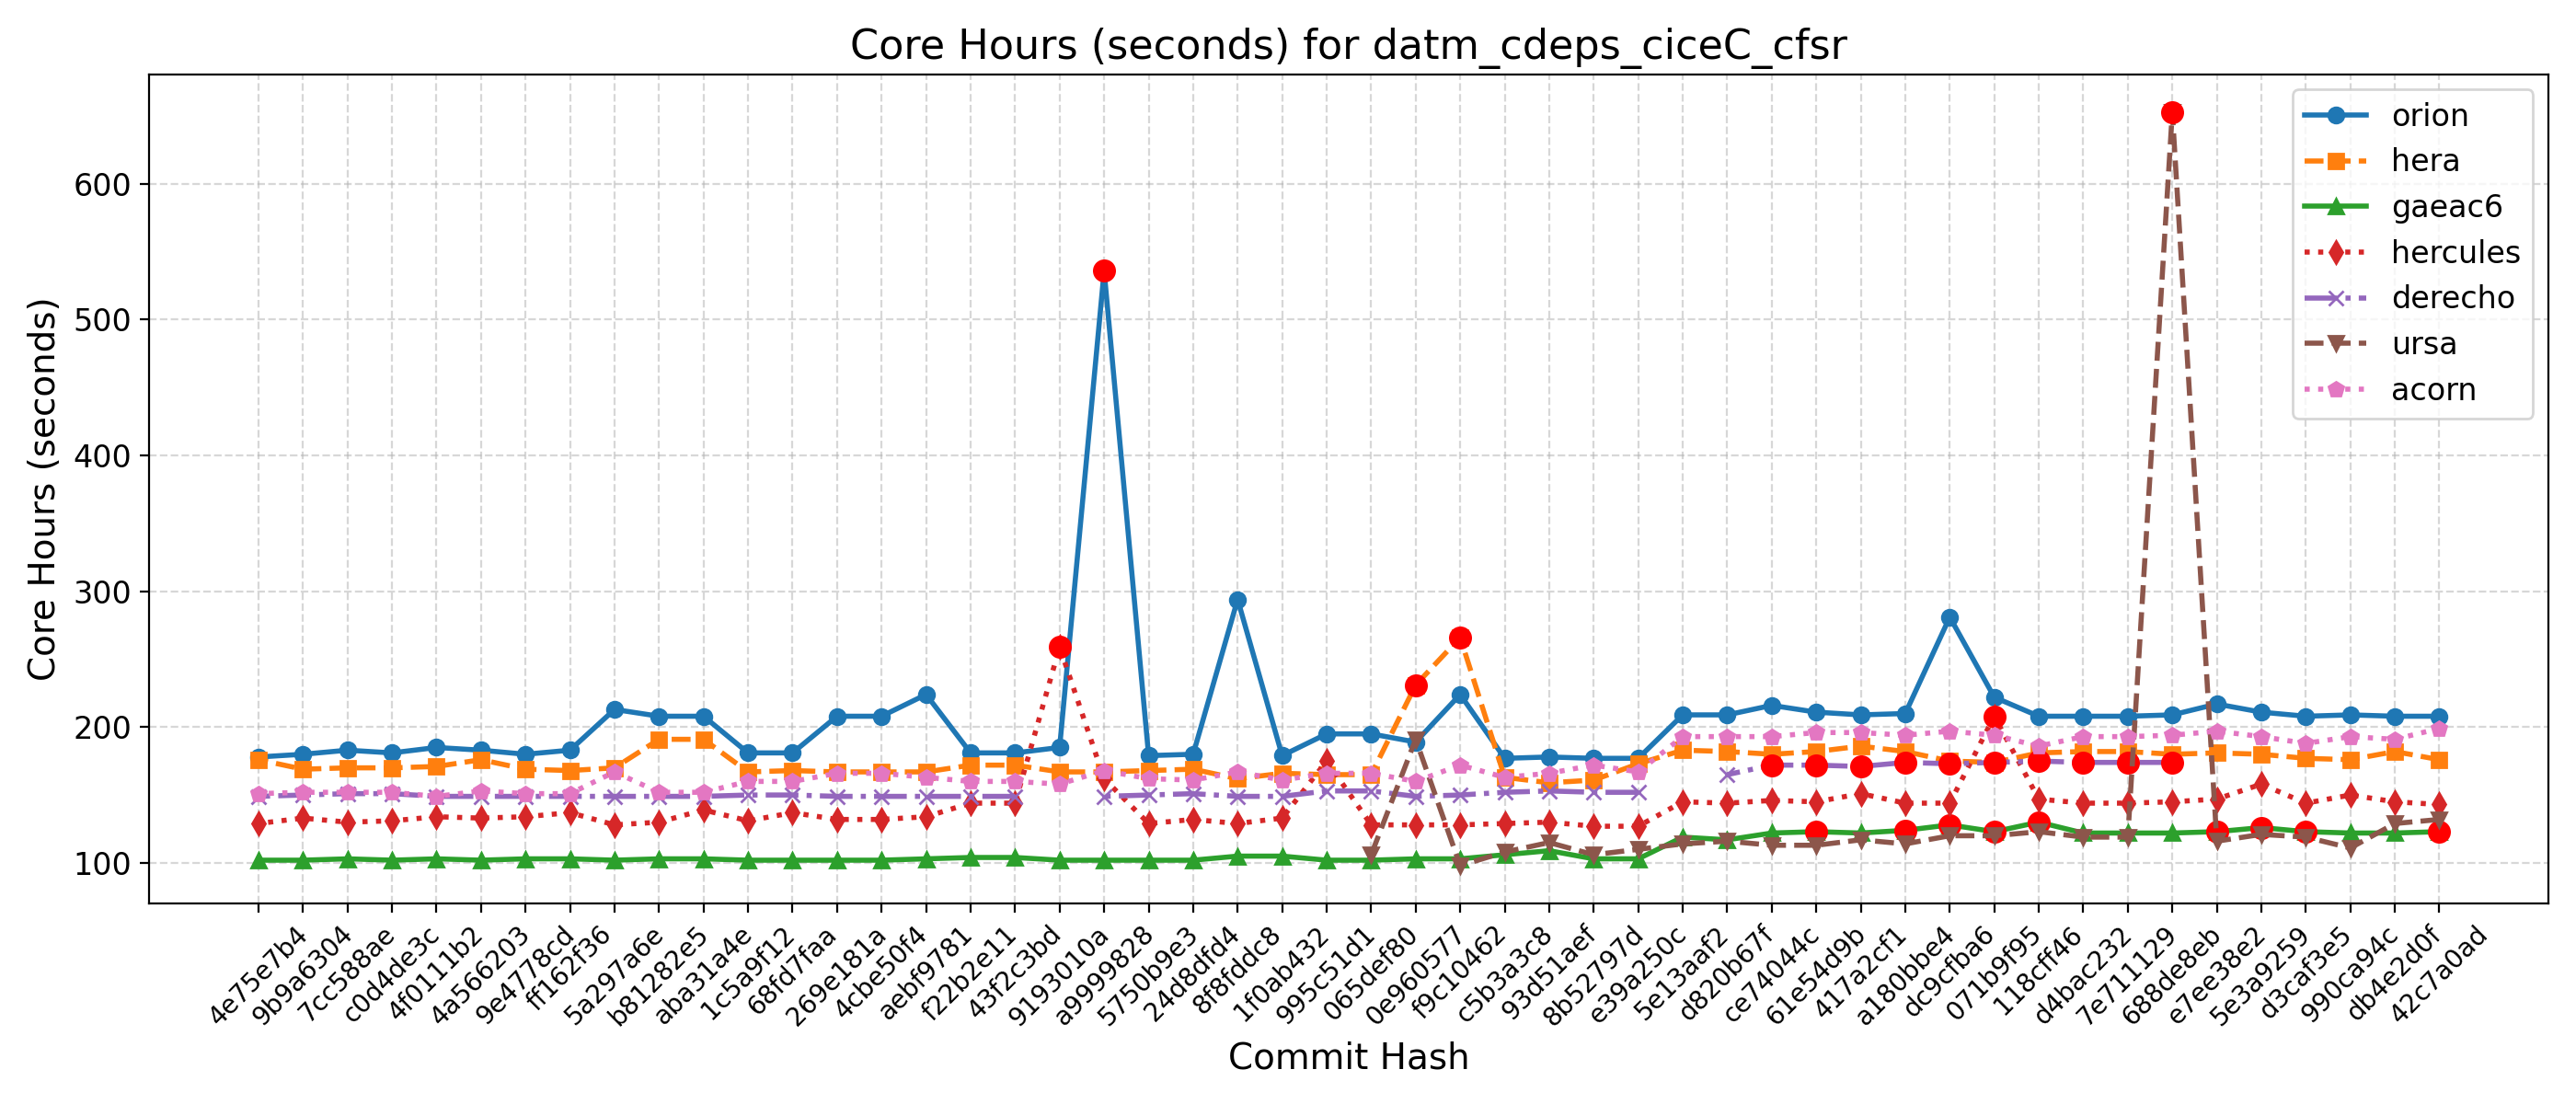 Core Hours (seconds) for datm_cdeps_ciceC_cfsr
Core Hours (seconds)
600
500
400
300
200
100
orion
hera
gaeac6
hercules
derecho
ursa
acorn
4e75e7b4
9b9a6304
7cc588ae
c0d4de3c
4f0111b2
4a566203
9e4778cd
ff162f36
5a297a6e
b81282e5
aba31a4e
1c5a9f12
68fd7faa
269e181a
4cbe50f4
aebf9781
f22b2e11
43f2c3bd
9193010a
a9999828
5750b9e3
24d8dfd4
8f8fddc8
1f0ab432
995c51d1
065def80
0e960577
f9c10462
c5b3a3c8
93d51aef
8b52797d
e39a250c
5e13aaf2
d820b67f
ce74044c
61e54d9b
417a2cf1
a180bbe4
dc9cfba6
071b9f95
118cff46
d4bac232
7e711129
688de8eb
e7ee38e2
5e3a9259
d3caf3e5
990ca94c
db4e2d0f
42c7a0ad
Commit Hash